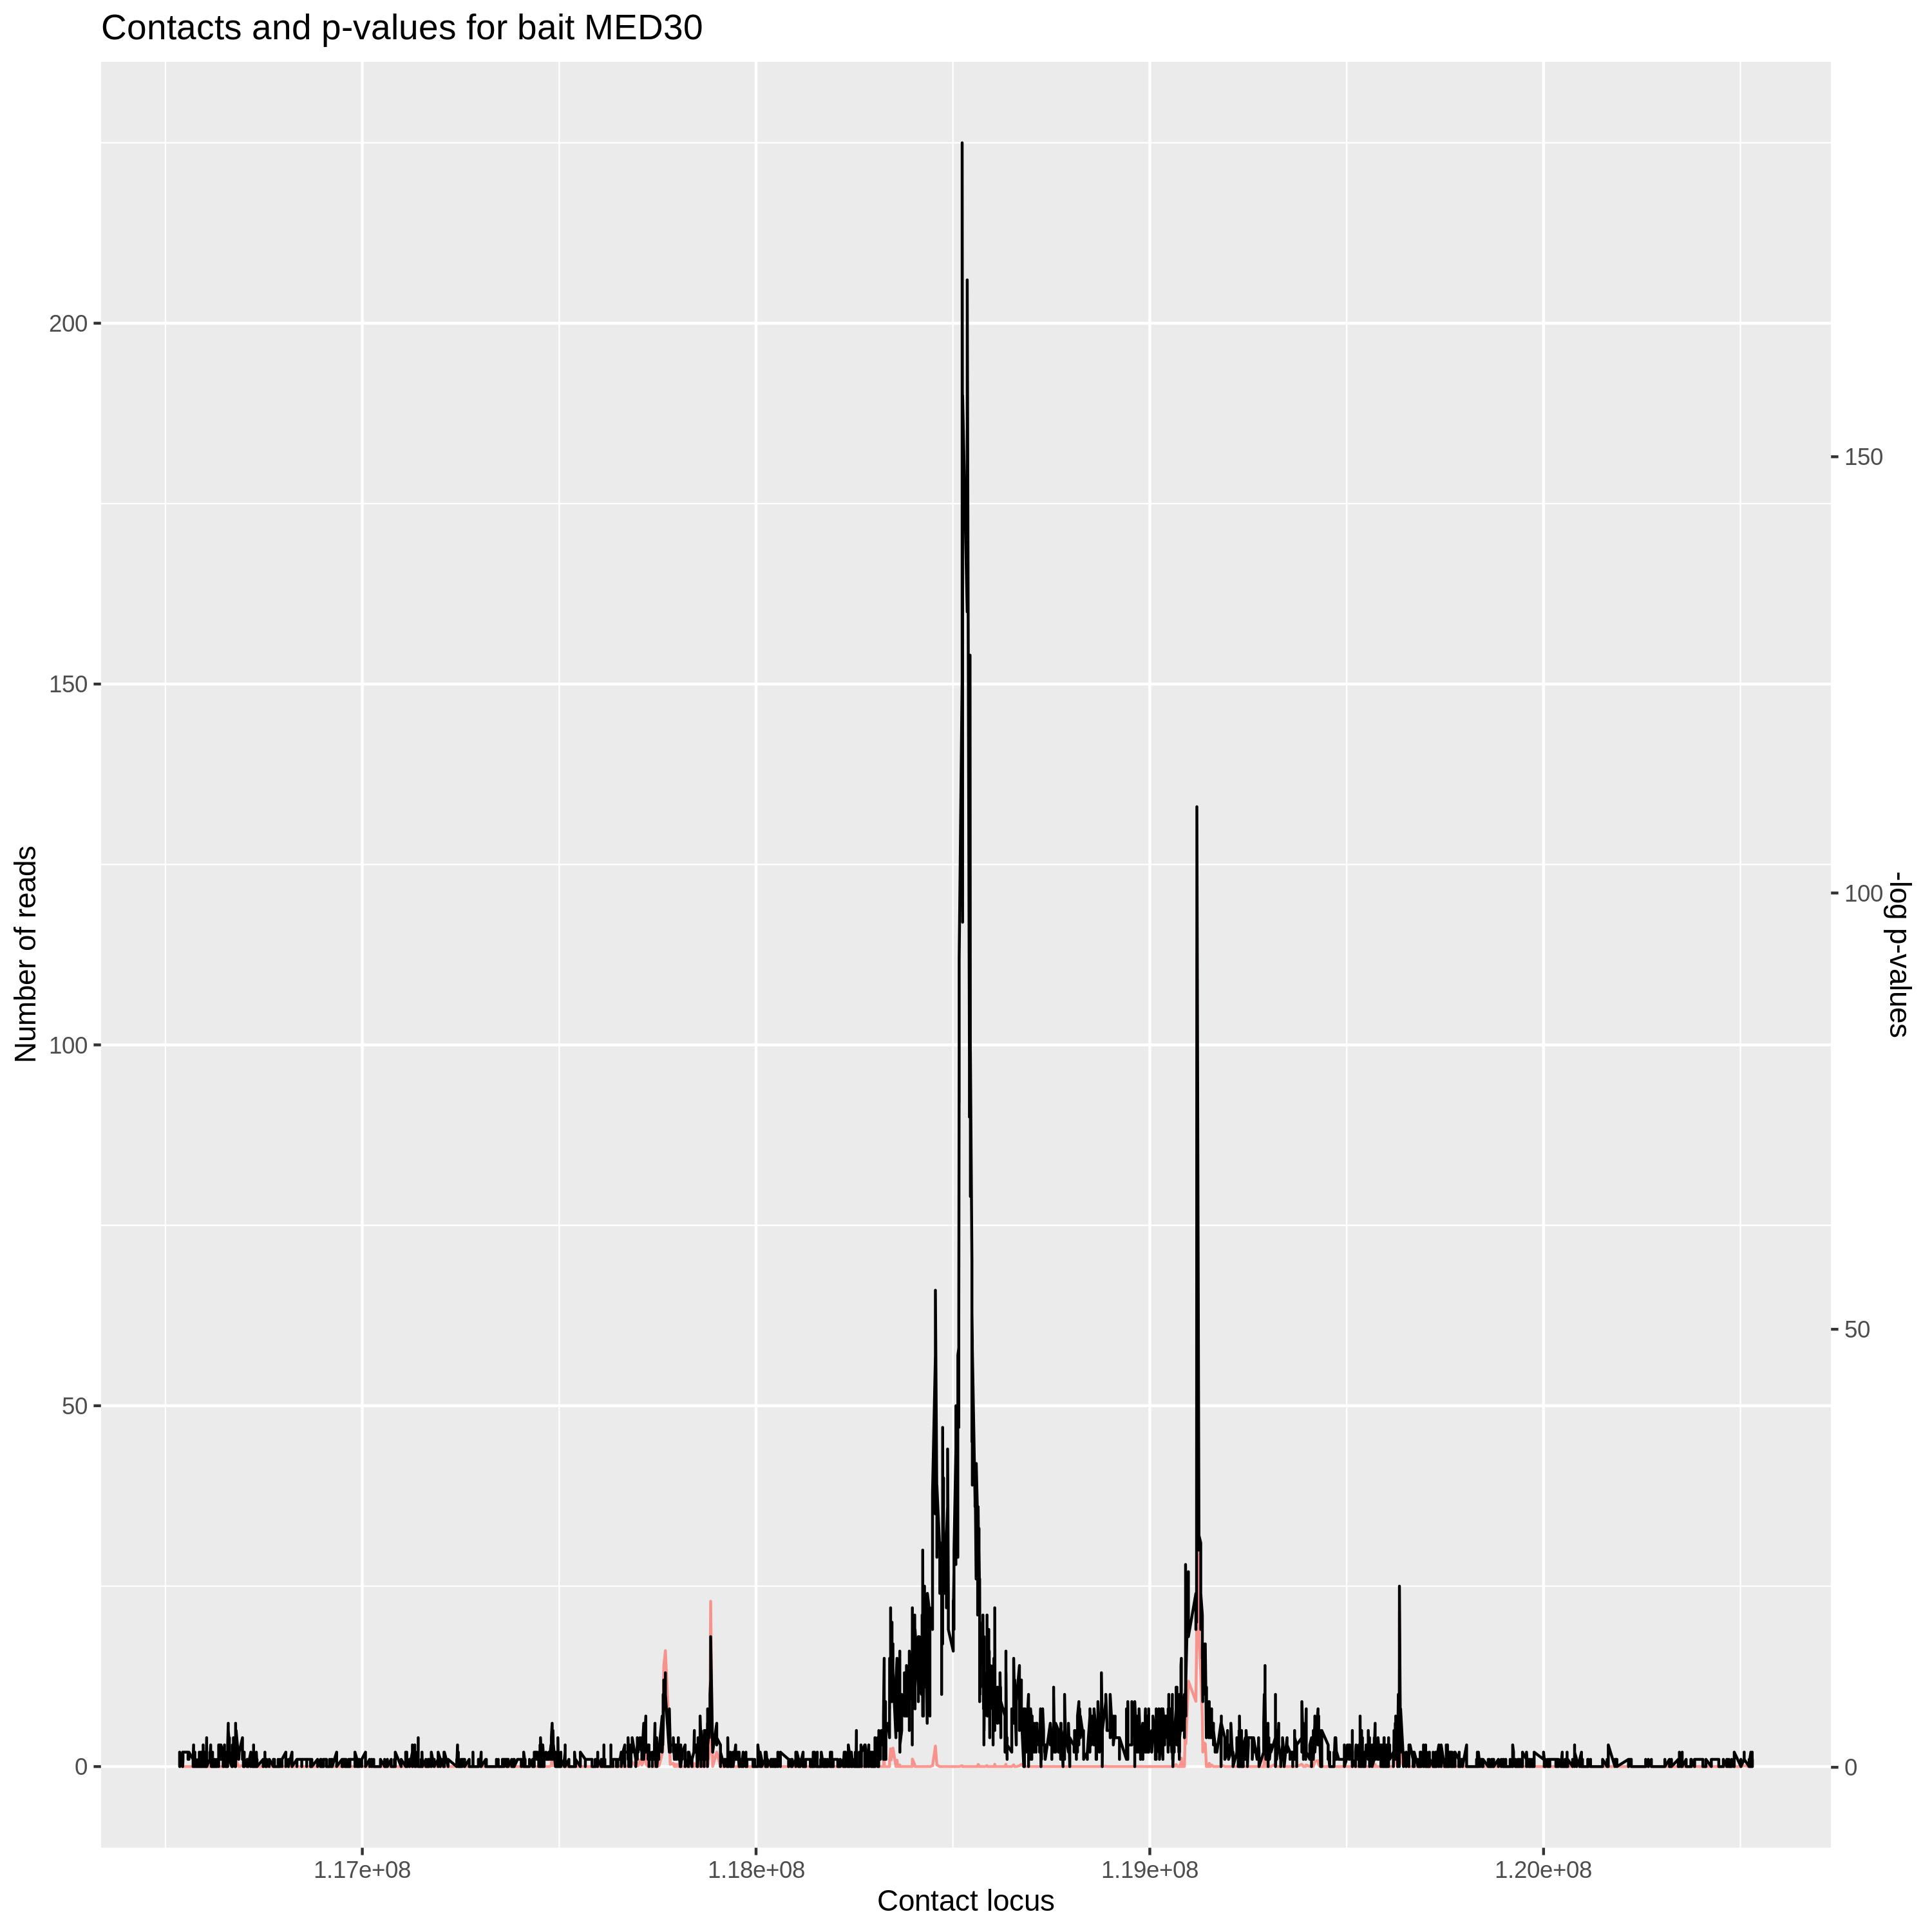 Contacts and p-values for bait MED30
Number of reads
200
150
100
50
0
150
100
50
0
-log p-values
1.17e+08
1.18e+08
1.19e+08
1.20e+08
Contact locus